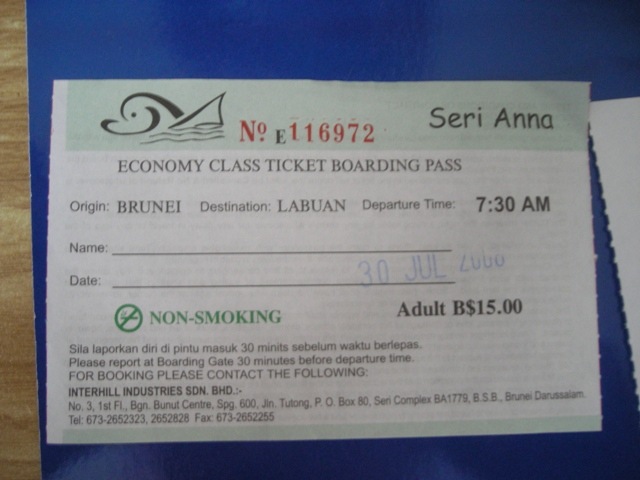 Seri Anna
Nº E116972
ECONOMY CLASS TICKET BOARDING PASS
Origin: BRUNEI Destination: LABUAN Departure Time: 7:30 AM
Name:
Date: 30 JUL
NON-SMOKING Adult B$15.00
Sila laporkan diri di pintu masuk 30 minits sebelum waktu berlepas.
Please report at Boarding Gate 30 minutes before departure time.
FOR BOOKING PLEASE CONTACT THE FOLLOWING:
INTERHILL INDUSTRIES SDN. BHD.:-
No. 3, 1st Fl., Bgn. Bunut Centre, Spg. 600, Jln. Tutong, P. O. Box 80, Seri Complex BA1779, B.S.B., Brunei Darussalam.
Tel: 673-2652323, 2652828 Fax: 673-2652255